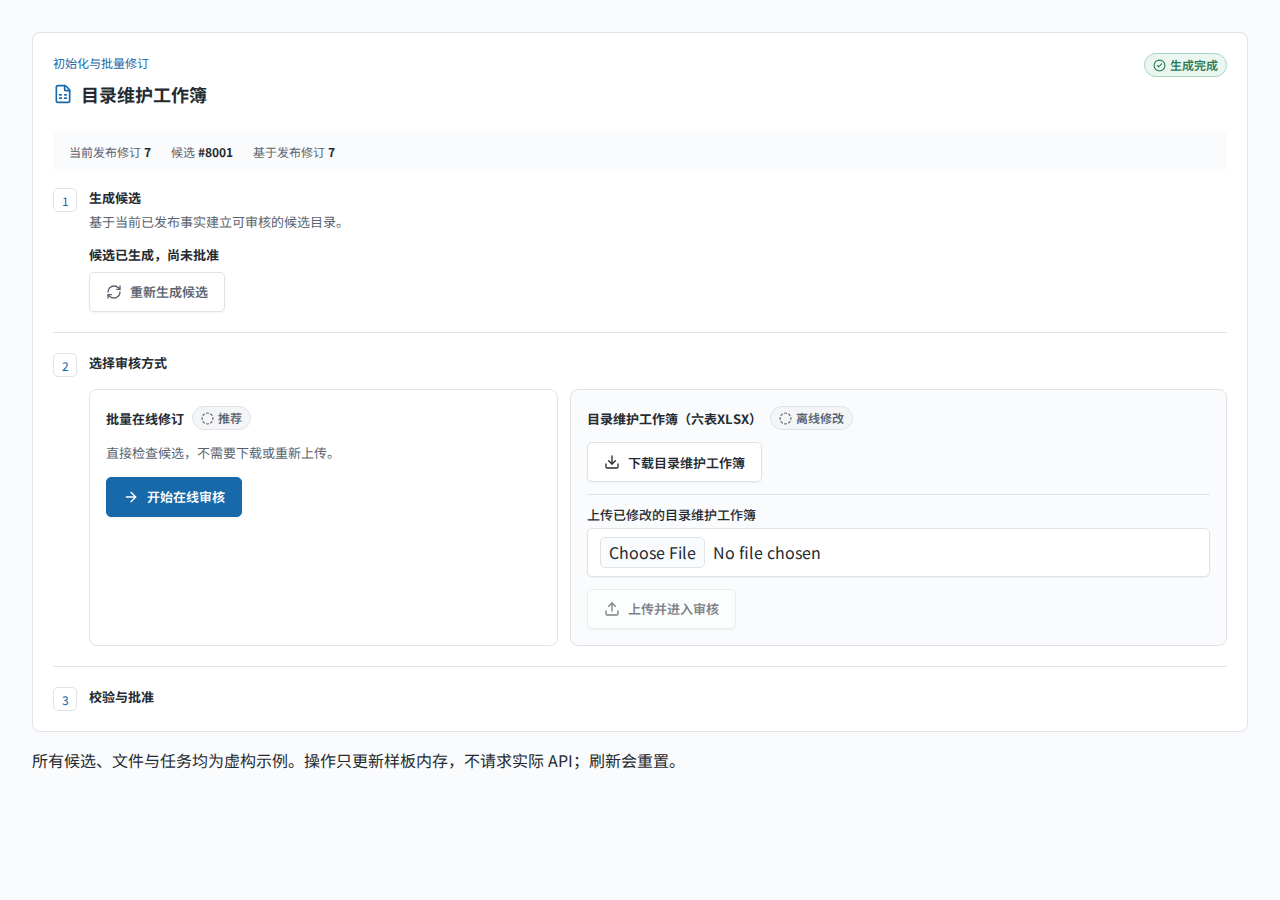 初始化与批量修订
生成完成
目录维护工作簿
当前发布修订 7 候选 #8001 基于发布修订 7
1 生成候选
基于当前已发布事实建立可审核的候选目录。
候选已生成，尚未批准
重新生成候选
2 选择审核方式
批量在线修订 推荐
直接检查候选，不需要下载或重新上传。
开始在线审核
目录维护工作簿（六表XLSX） 离线修改
下载目录维护工作簿
上传已修改的目录维护工作簿
Choose File No file chosen
上传并进入审核
3 校验与批准
所有候选、文件与任务均为虚构示例。操作只更新样板内存，不请求实际 API；刷新会重置。